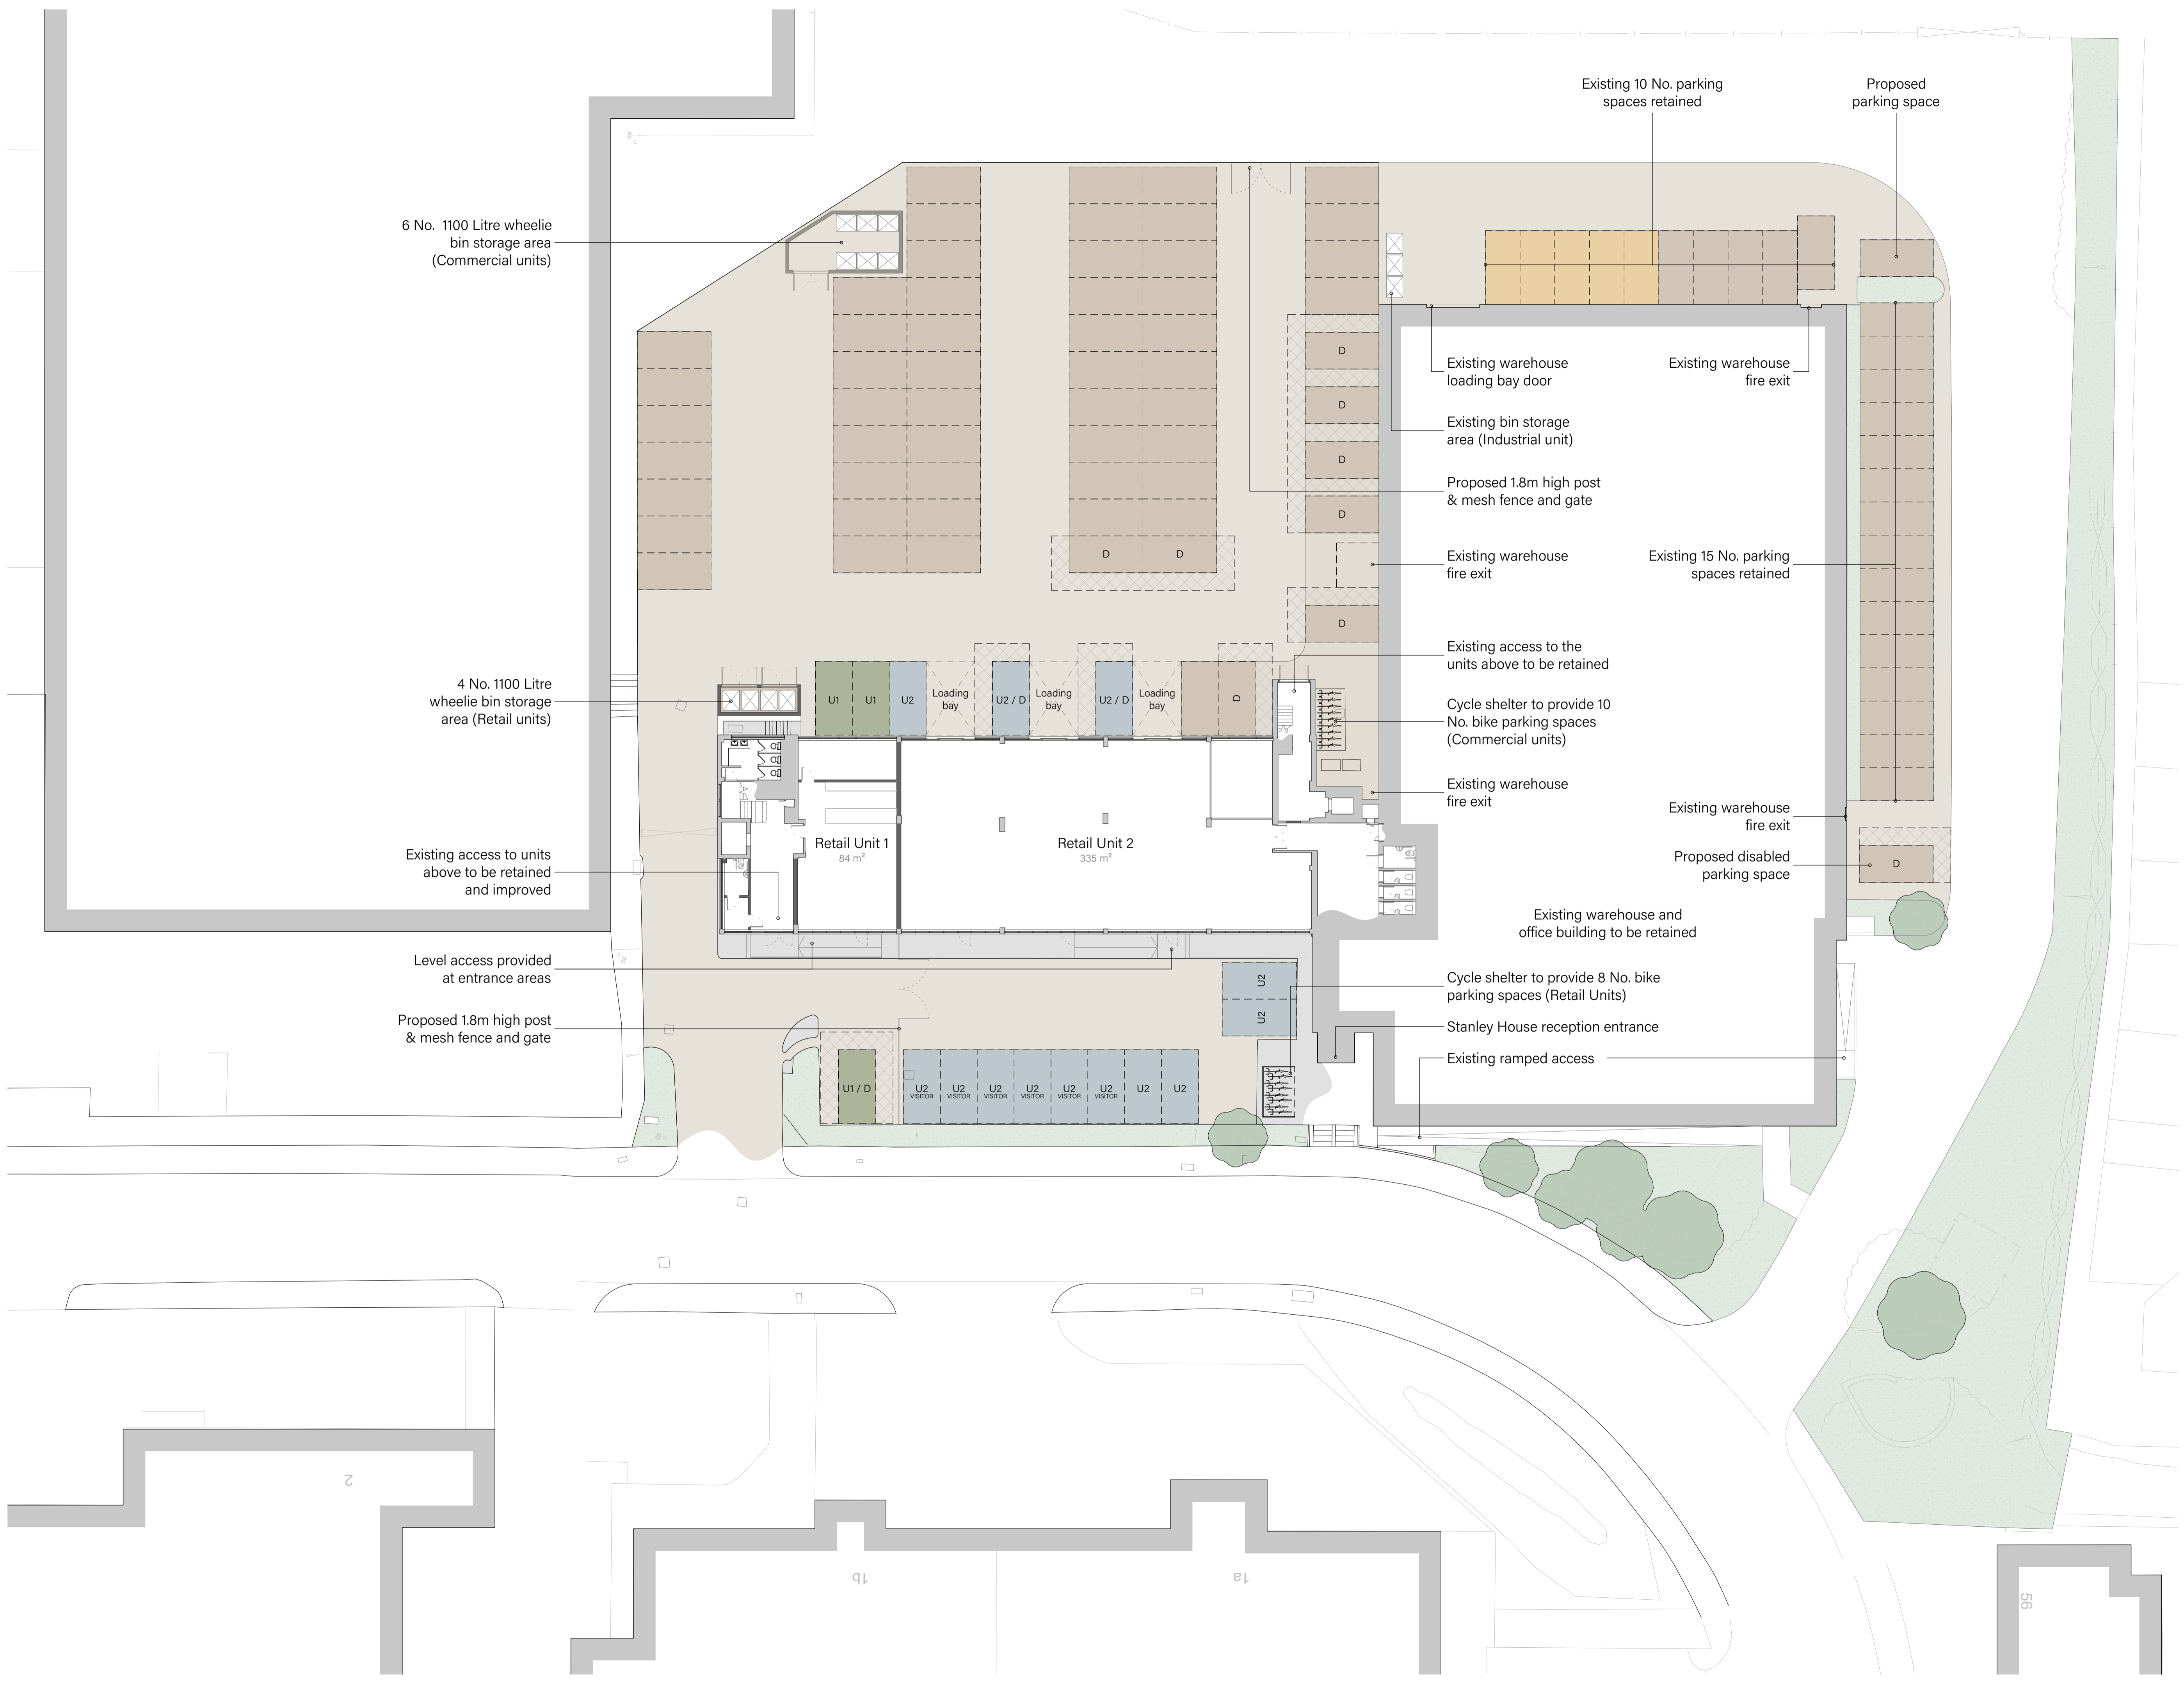 Existing 10 No. parking
spaces retained
Proposed
parking space
6 No. 1100 Litre wheelie
bin storage area
(Commercial units)
Existing warehouse
loading bay door
Existing warehouse
fire exit
D
D
D
D
Existing bin storage
area (Industrial unit)
Proposed 1.8m high post
& mesh fence and gate
D
D
Existing warehouse
fire exit
Existing 15 No. parking
spaces retained
D
Existing access to the
units above to be retained
4 No. 1100 Litre
wheelie bin storage
area (Retail units)
U1
U1
U2
Loading
bay
U2 / D
Loading
bay
U2 / D
Loading
bay
D
Cycle shelter to provide 10
No. bike parking spaces
(Commercial units)
Existing warehouse
fire exit
Existing warehouse
fire exit
Retail Unit 1
84 m²
Retail Unit 2
335 m²
Existing access to units
above to be retained
and improved
Proposed disabled
parking space
D
Existing warehouse and
office building to be retained
Level access provided
at entrance areas
U2
U2
Cycle shelter to provide 8 No. bike
parking spaces (Retail Units)
Proposed 1.8m high post
& mesh fence and gate
Stanley House reception entrance
Existing ramped access
U1 / D
U2
VISITOR
U2
VISITOR
U2
VISITOR
U2
VISITOR
U2
VISITOR
U2
VISITOR
U2
U2
2
1b
1a
56